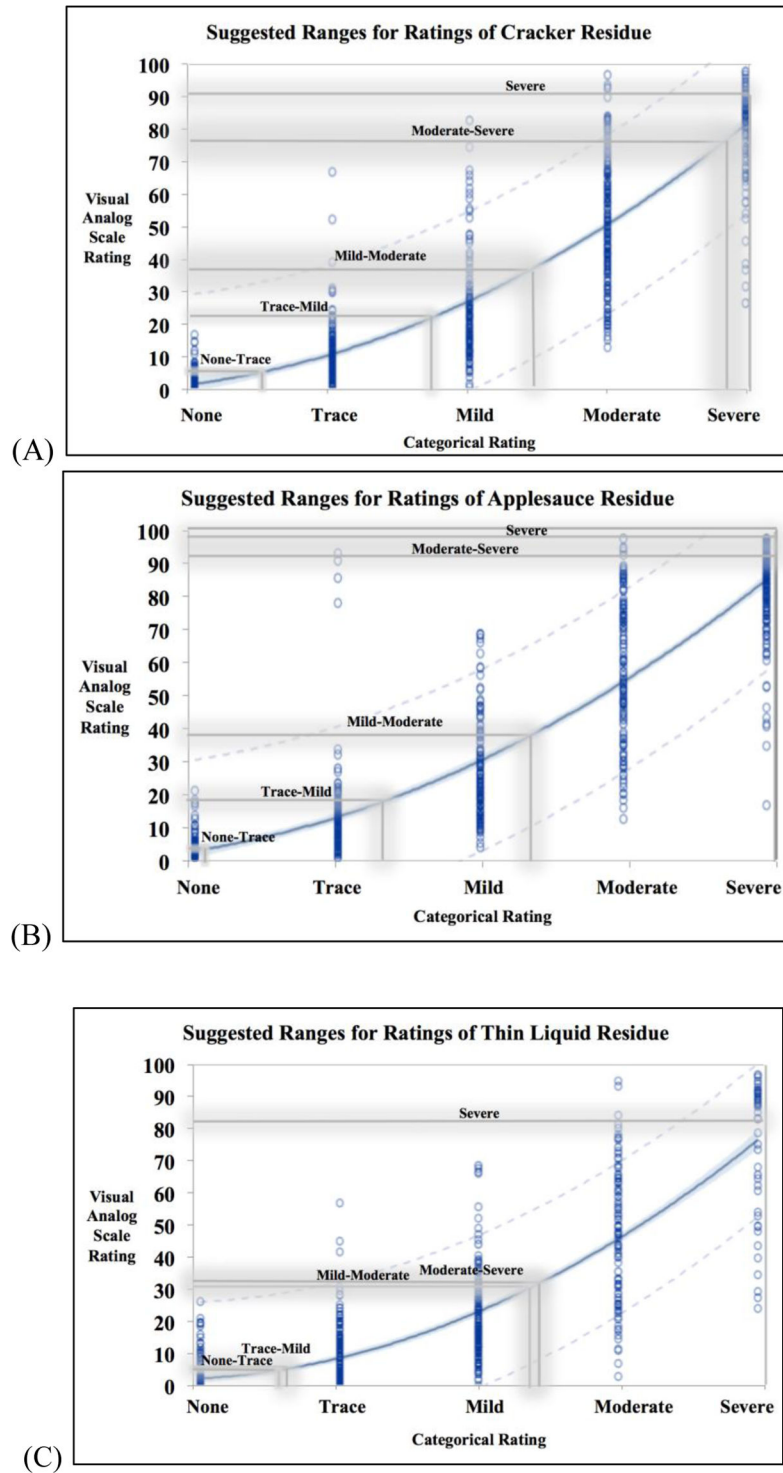 Suggested Ranges for Ratings of Cracker Residue
100
Severe
90
80
Moderate-Severe
70
Visual
Analog
Scale
Rating
60
50
40
Mild-Moderate
30
Trace-Mild
20
10
None-Trace
0
None Trace Mild Moderate Severe
Categorical Rating
(A)
Suggested Ranges for Ratings of Applesauce Residue
100
Severe
90
Moderate-Severe
80
70
60
Visual
Analog
Scale
Rating
50
40
Mild-Moderate
30
20
Trace-Mild
10
None-Trace
0
None Trace Mild Moderate Severe
Categorical Rating
(B)
Suggested Ranges for Ratings of Thin Liquid Residue
100
90
Severe
80
70
60
Visual
Analog
Scale
Rating
50
40
Mild-Moderate Moderate-Severe
30
20
10
Trace-Mild
None-Trace
0
None Trace Mild Moderate Severe
Categorical Rating
(C)